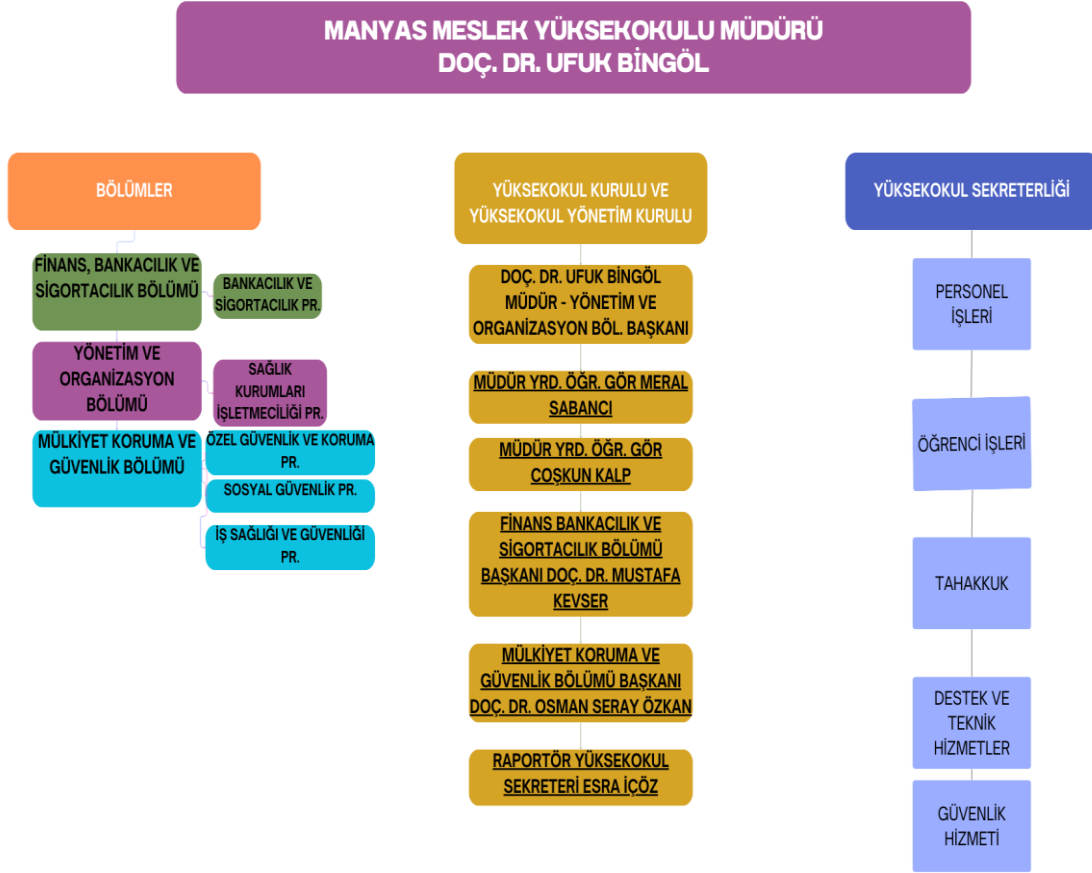 MANYAS MESLEK YÜKSEKOKULU MÜDÜRÜ
DOÇ. DR. UFUK BİNGÖL
BÖLÜMLER
FİNANS, BANKACILIK VE
SİGORTACILIK BÖLÜMÜ
BANKACILIK VE
SİGORTACILIK PR.
YÖNETİM VE
ORGANİZASYON
BÖLÜMÜ
SAĞLIK
KURUMLARI
İŞLETMECİLİĞİ PR.
MÜLKİYET KORUMA VE
GÜVENLİK BÖLÜMÜ
ÖZEL GÜVENLİK VE KORUMA
PR.
SOSYAL GÜVENLİK PR.
İŞ SAĞLIĞI VE GÜVENLİĞİ
PR.
YÜKSEKOKUL KURULU VE
YÜKSEKOKUL YÖNETİM KURULU
DOÇ. DR. UFUK BİNGÖL
MÜDÜR - YÖNETİM VE
ORGANİZASYON BÖL. BAŞKANI
MÜDÜR YRD. ÖĞR. GÖR MERAL
SABANCI
MÜDÜR YRD. ÖĞR. GÖR
COŞKUN KALP
FİNANS BANKACILIK VE
SİGORTACILIK BÖLÜMÜ
BAŞKANI DOÇ. DR. MUSTAFA
KEVSER
MÜLKİYET KORUMA VE
GÜVENLİK BÖLÜMÜ BAŞKANI
DOÇ. DR. OSMAN SERAY ÖZKAN
RAPORTÖR YÜKSEKOKUL
SEKRETERİ ESRA İÇÖZ
YÜKSEKOKUL SEKRETERLİĞİ
PERSONEL
İŞLERİ
ÖĞRENCİ İŞLERİ
TAHAKKUK
DESTEK VE
TEKNİK
HİZMETLER
GÜVENLİK
HİZMETİ